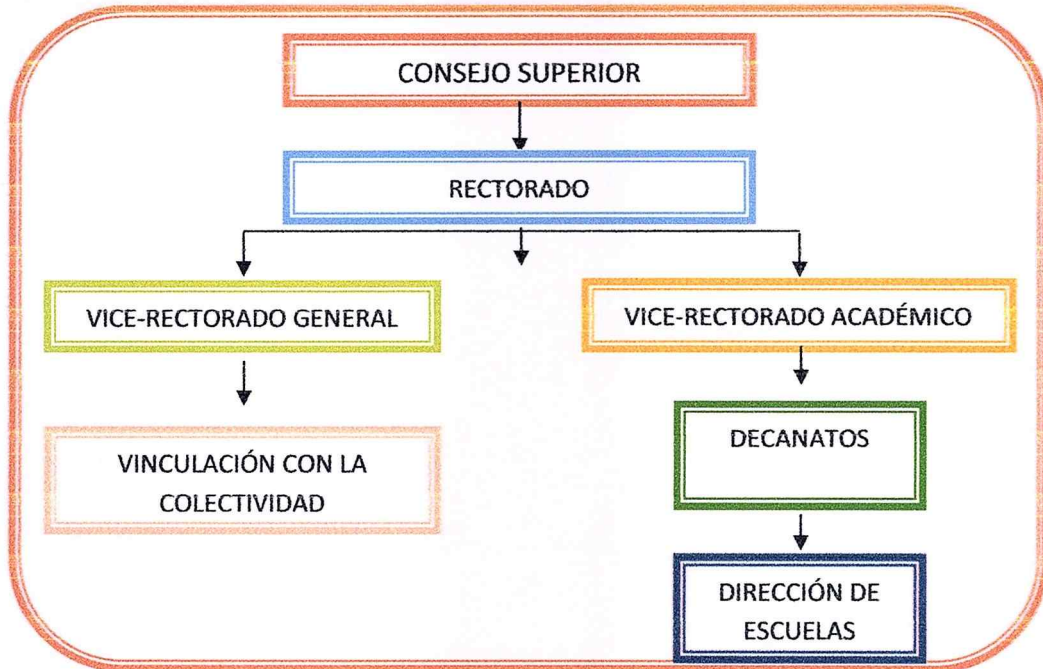 CONSEJO SUPERIOR
RECTORADO
VICE-RECTORADO GENERAL
VICE-RECTORADO ACADÉMICO
VINCULACIÓN CON LA
COLECTIVIDAD
DECANATOS
DIRECCIÓN DE
ESCUELAS